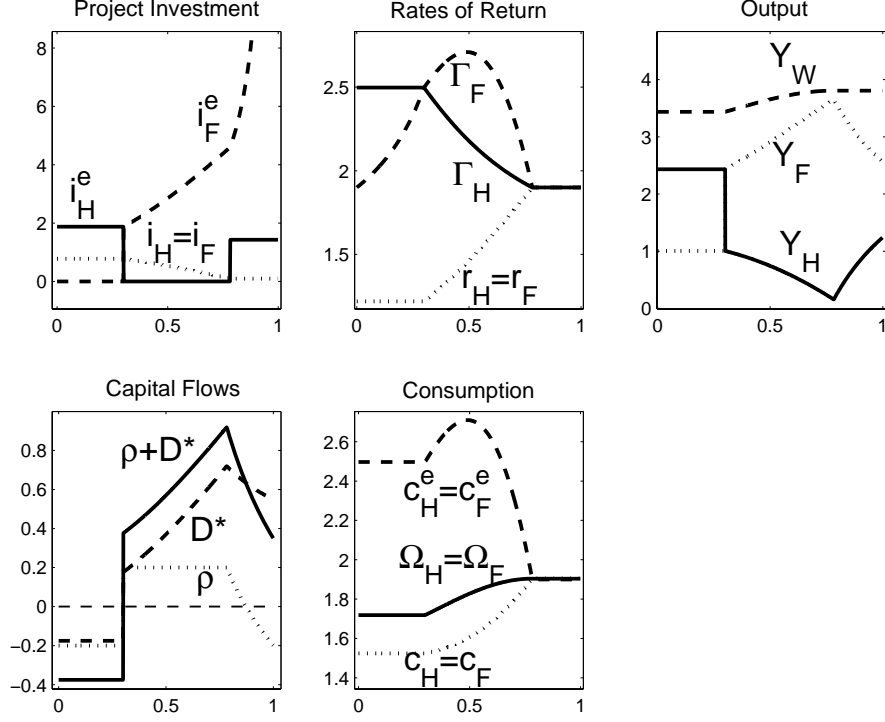 Project Investment
8
6
4
2
0
0
0.5
1
i_F^e
i_H^e
i_H=i_F
Rates of Return
2.5
2
1.5
0
0.5
1
Γ_F
Γ_H
r_H=r_F
Output
4
3
2
1
0
0
0.5
1
Y_W
Y_F
Y_H
Capital Flows
0.8
0.6
0.4
0.2
0
−0.2
−0.4
0
0.5
1
ρ+D*
D*
ρ
Consumption
2.6
2.4
2.2
2
1.8
1.6
1.4
0
0.5
1
c_H^e=c_F^e
Ω_H=Ω_F
c_H=c_F